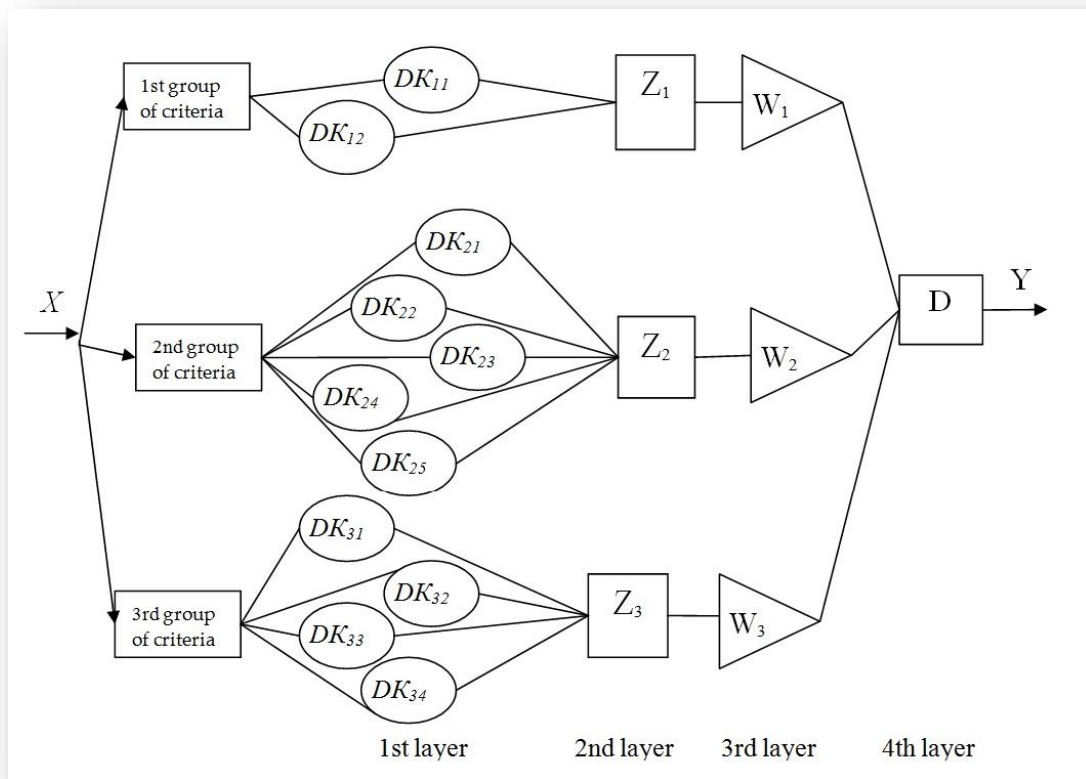 1st group
of criteria
DK11
DK12
Z1
W1
X
2nd group
of criteria
DK21
DK22
DK23
DK24
DK25
Z2
W2
D
Y
3rd group
of criteria
DK31
DK32
DK33
DK34
Z3
W3
1st layer
2nd layer
3rd layer
4th layer